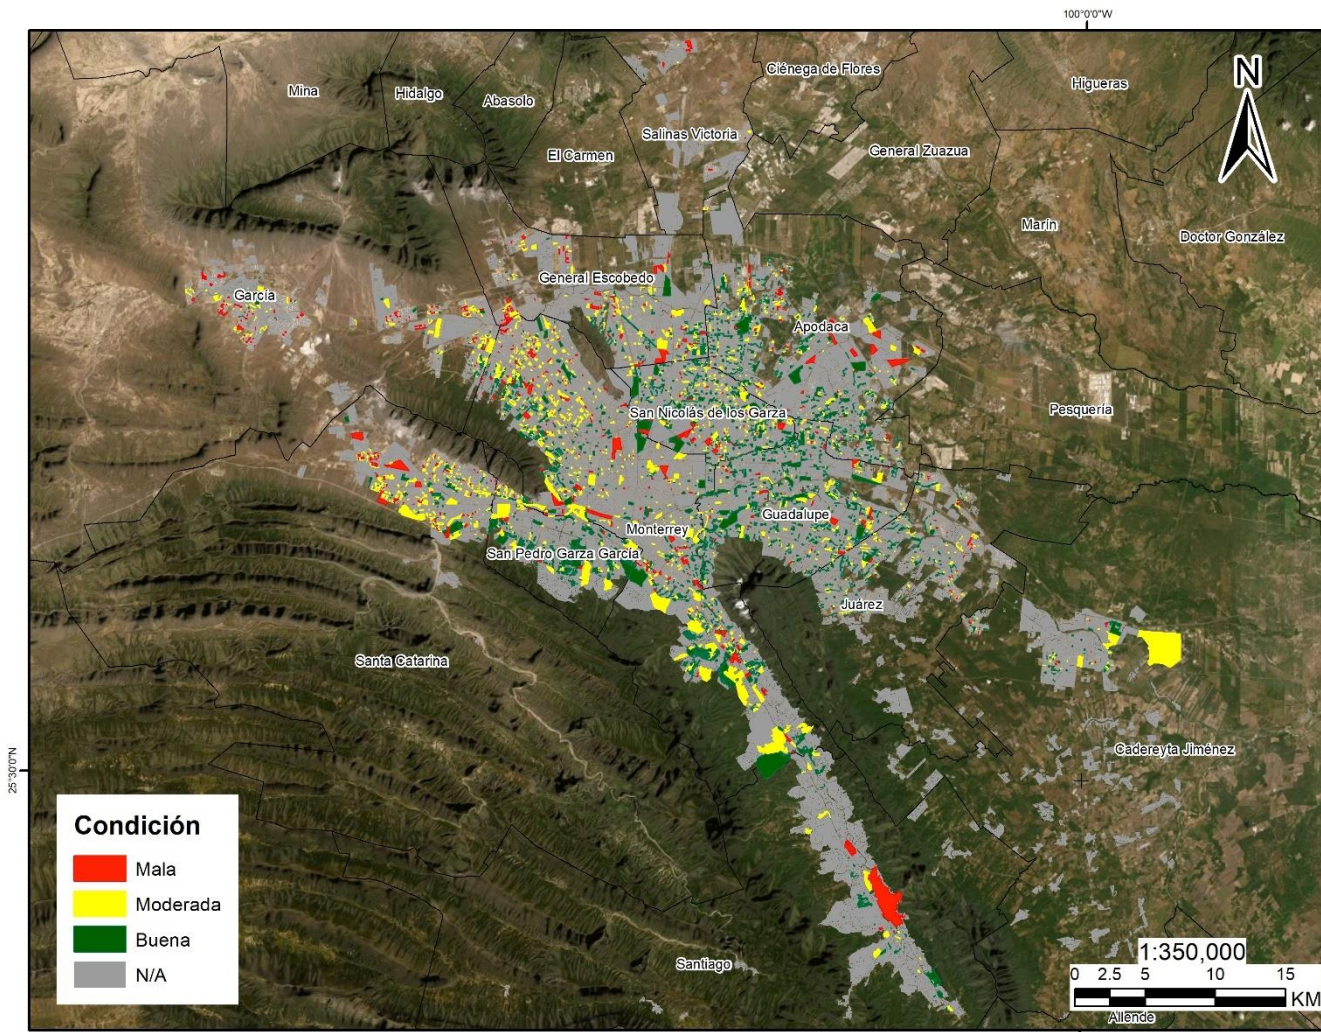 100°0'0"W
Ciénega de Flores
Mina
Hidalgo
Abasolo
Higueras
N
Salinas Victoria
El Carmen
General Zuazua
Marín
Doctor González
General Escobedo
García
Apodaca
San Nicolás de los Garza
Pesquería
Guadalupe
Monterrey
San Pedro Garza García
Juárez
Santa Catarina
Cadereyta Jiménez
25°30'0"N
Condición
Mala
Moderada
Buena
N/A
Santiago
1:350,000
0 2.5 5 10 15
KM
Allende